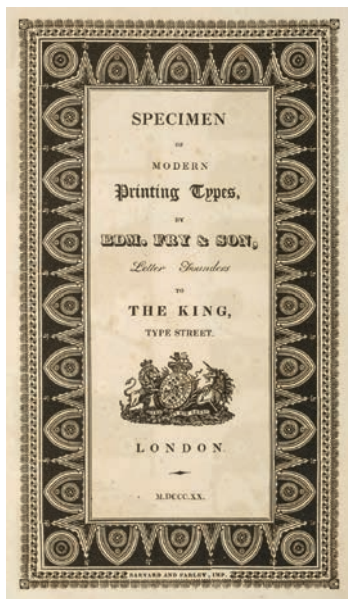 SPECIMEN
OF
MODERN
Printing Types,
BY
EDM. FRY & SON,
Letter Founders
TO
THE KING,
TYPE STREET.
LONDON.
M.DCCC.XX.
BARNARD AND FARLEY, IMP.